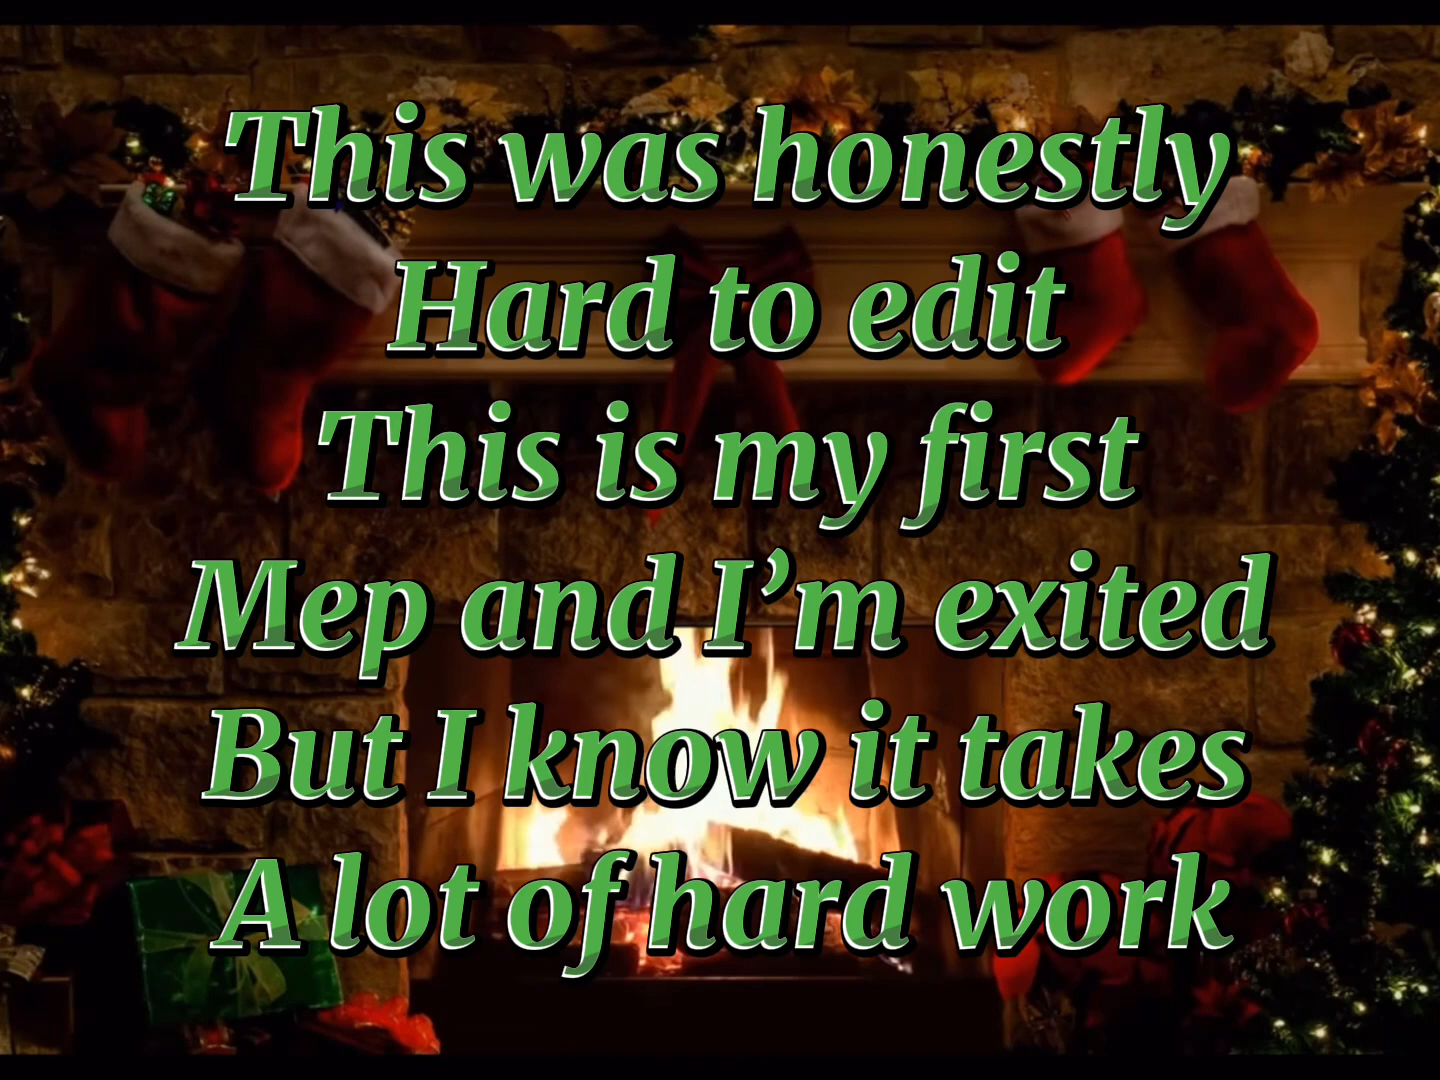 This was honestly
Hard to edit
This is my first
Mep and I’m exited
But I know it takes
A lot of hard work